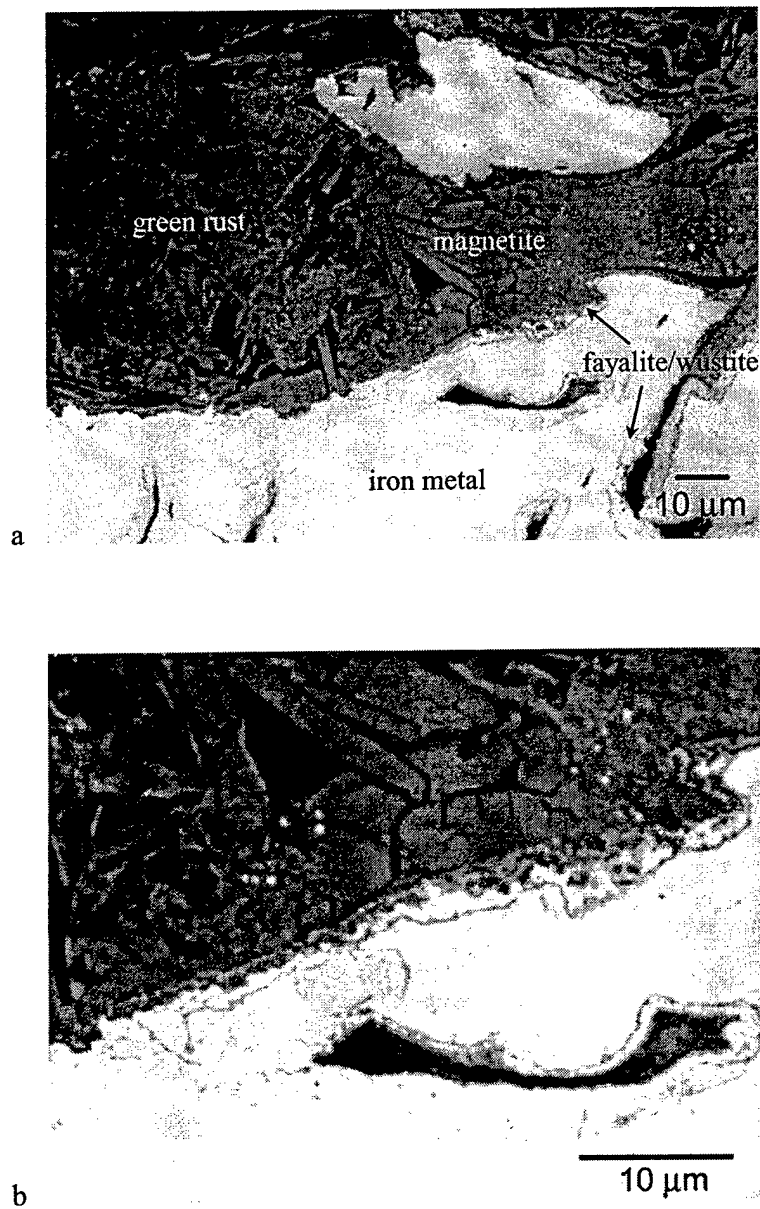 green rust
magnetite
fayalite/wustite
iron metal
10 µm
a
10 µm
b